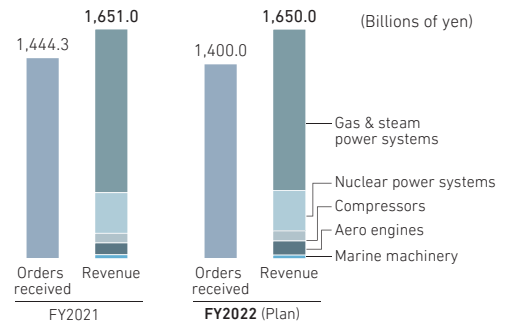 1,651.0
1,650.0
(Billions of yen)
1,444.3
1,400.0
Gas & steam
power systems
Nuclear power systems
Compressors
Aero engines
Marine machinery
Orders
received
Revenue
Orders
received
Revenue
FY2021
FY2022 (Plan)